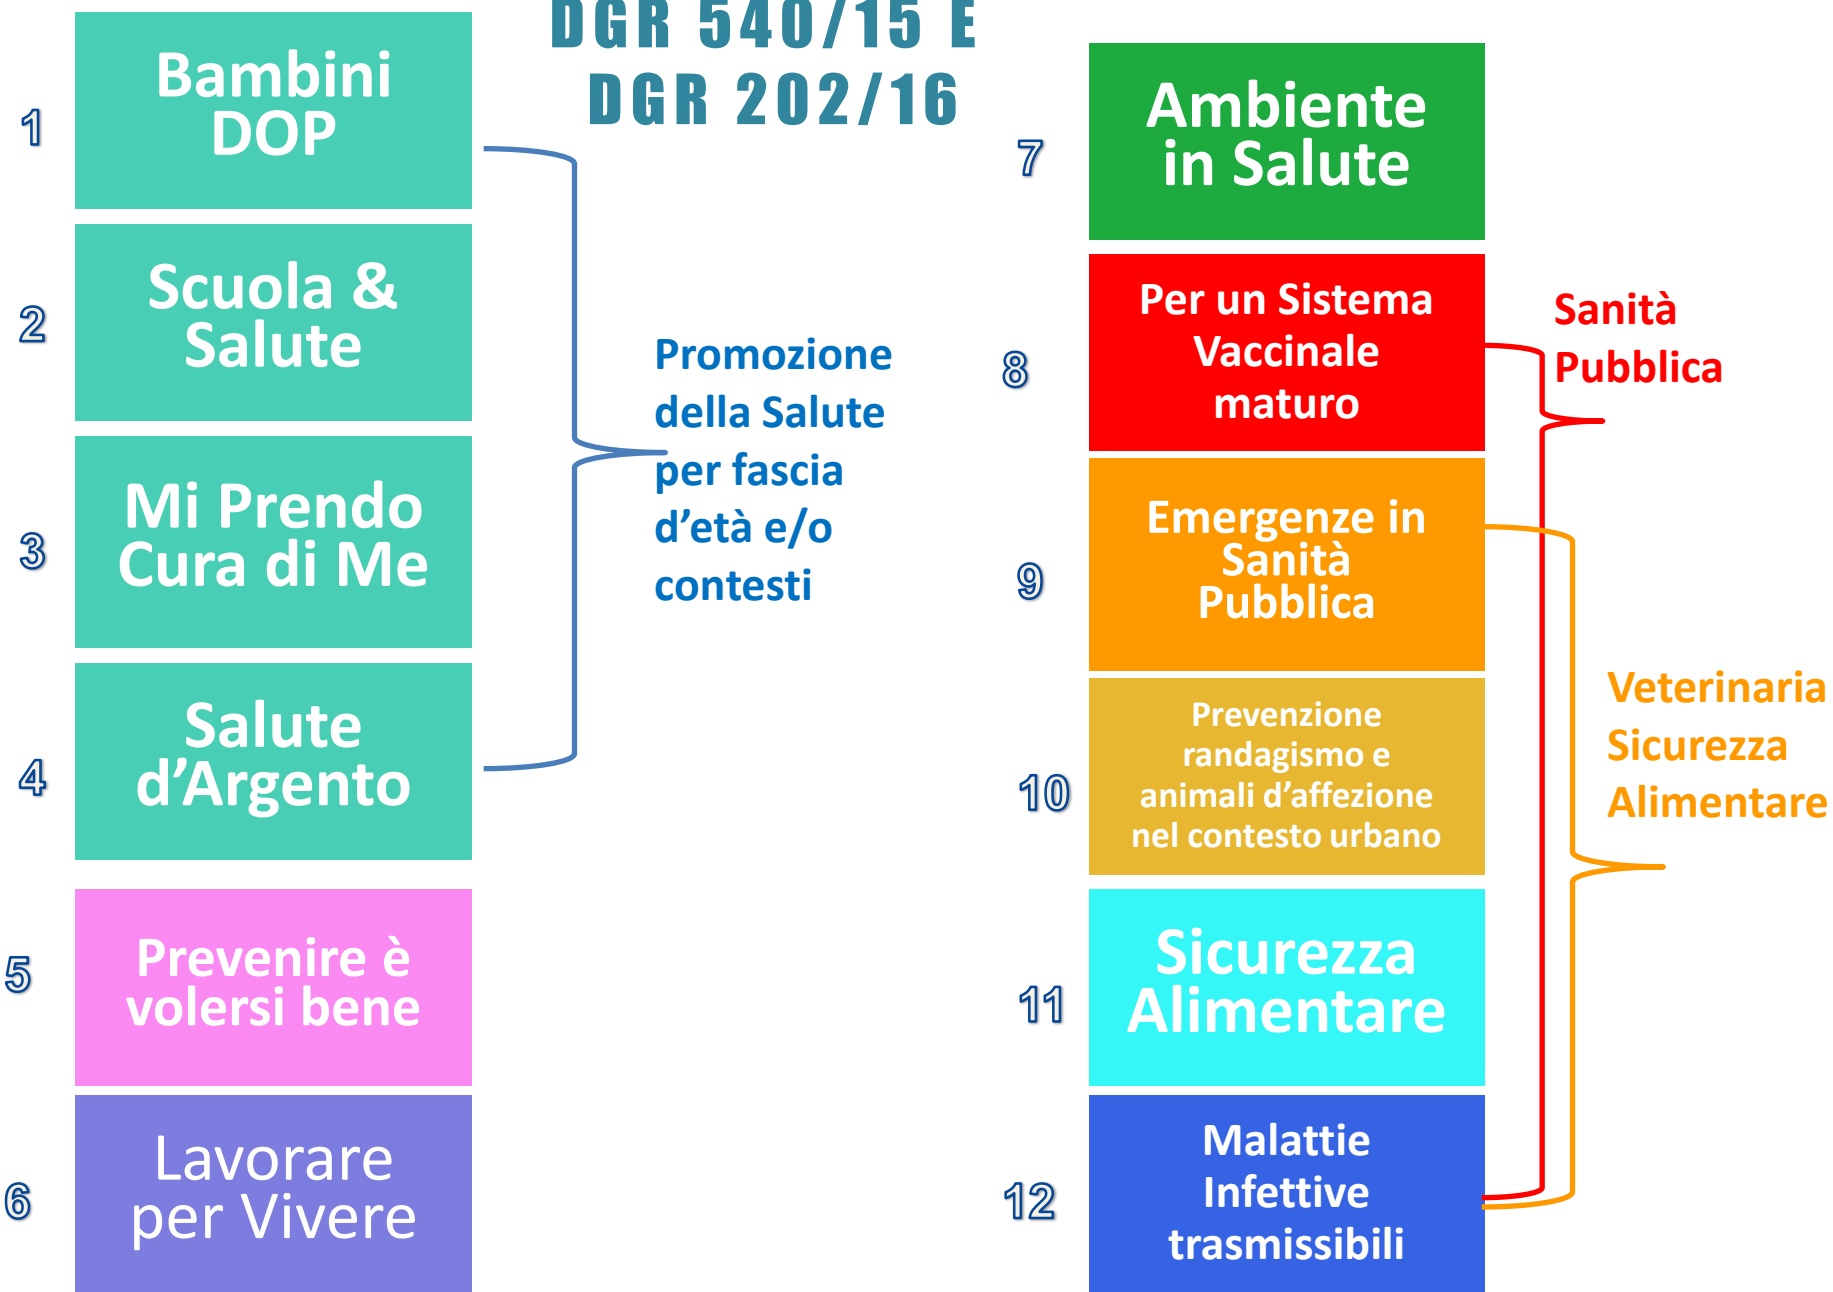 DGR 540/15 E
DGR 202/16
1
Bambini
DOP
2
Scuola &
Salute
3
Mi Prendo
Cura di Me
4
Salute
d’Argento
5
Prevenire è
volersi bene
6
Lavorare
per Vivere
Promozione
della Salute
per fascia
d’età e/o
contesti
7
Ambiente
in Salute
8
Per un Sistema
Vaccinale
maturo
9
Emergenze in
Sanità
Pubblica
10
Prevenzione
randagismo e
animali d’affezione
nel contesto urbano
11
Sicurezza
Alimentare
12
Malattie
Infettive
trasmissibili
Sanità
Pubblica
Veterinaria
Sicurezza
Alimentare